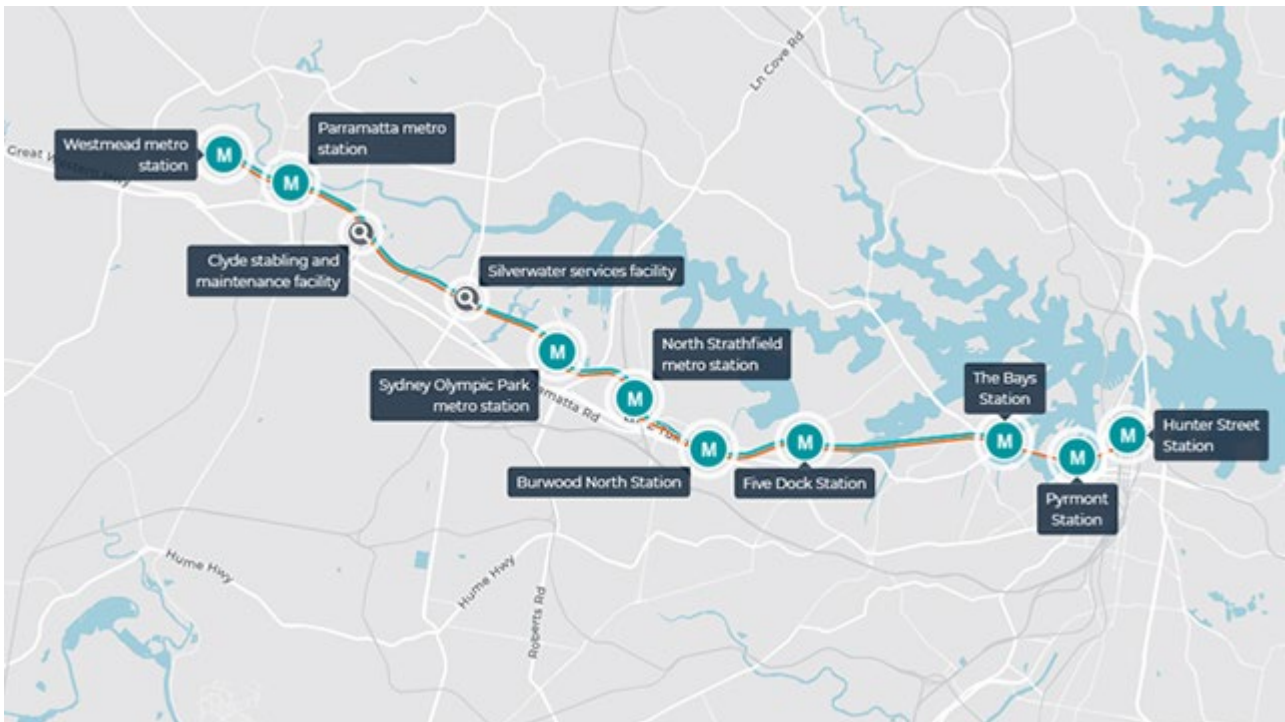 Ln Cove Rd
Parramatta metro
station
Westmead metro
station
M
M
Great Western Hwy
Clyde stabling and
maintenance facility
Silverwater services facility
M
North Strathfield
metro station
Sydney Olympic Park
metro station
M
matta Rd
The Bays
Station
Hunter Street
Station
M
M
M
M
M
Burwood North Station
Five Dock Station
Pyrmont
Station
Hume Hwy
Hume Hwy
Roberts Rd